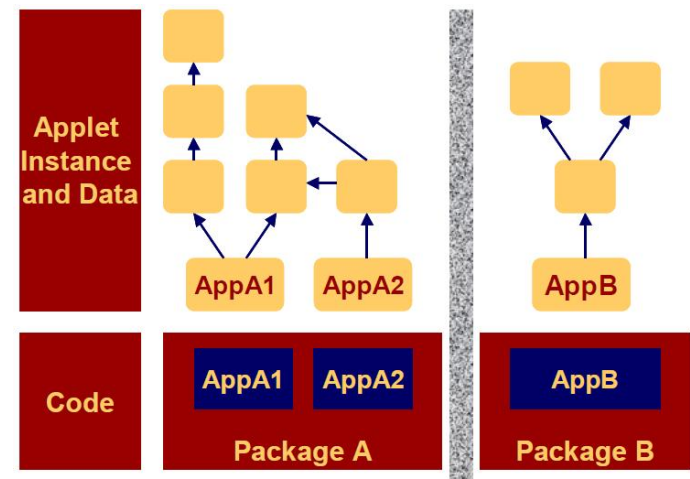 Applet
Instance
and Data
AppA1
AppA2
AppB
Code
AppA1
AppA2
AppB
Package A
Package B